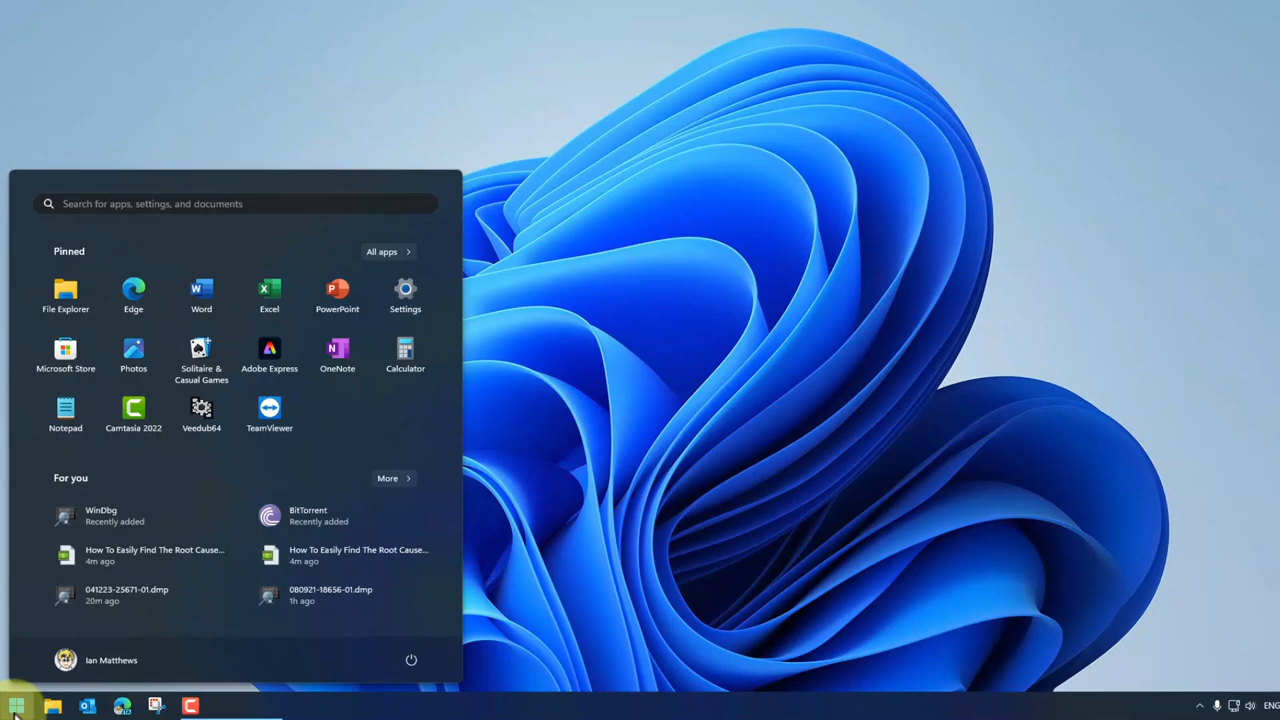 Search for apps, settings, and documents
Pinned
All apps
File Explorer
Edge
Word
Excel
PowerPoint
Settings
Microsoft Store
Photos
Solitaire &
Casual Games
Adobe Express
OneNote
Calculator
Notepad
Camtasia 2022
Veedub64
TeamViewer
For you
More
WinDbg
Recently added
BitTorrent
Recently added
How To Easily Find The Root Cause...
4m ago
How To Easily Find The Root Cause...
4m ago
041223-25671-01.dmp
20m ago
080921-18656-01.dmp
1h ago
Ian Matthews
ENG